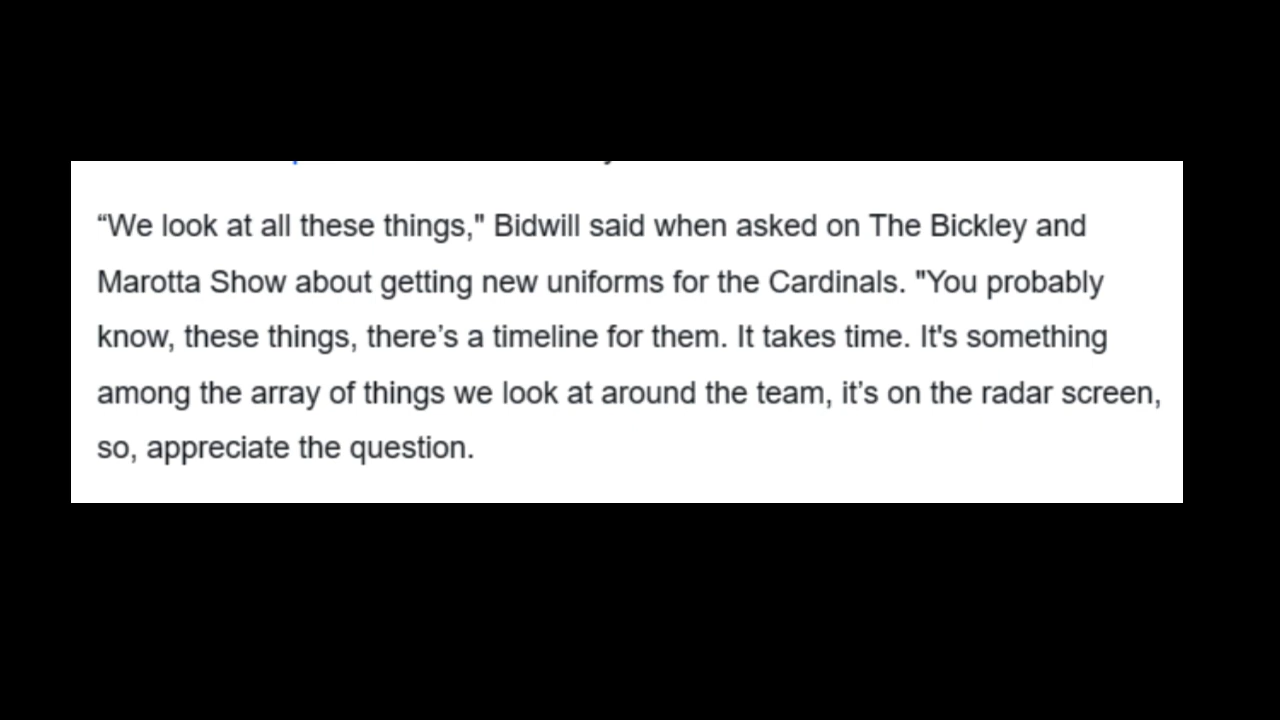 “We look at all these things," Bidwill said when asked on The Bickley and
Marotta Show about getting new uniforms for the Cardinals. "You probably
know, these things, there’s a timeline for them. It takes time. It's something
among the array of things we look at around the team, it’s on the radar screen,
so, appreciate the question.